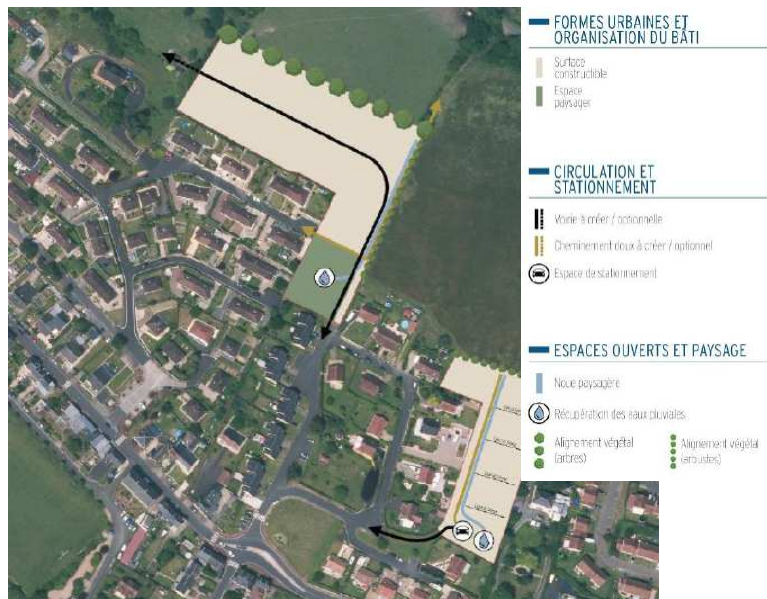 FORMES URBAINES ET
ORGANISATION DU BÂTI
Surface
constructible
Espace
paysager
CIRCULATION ET
STATIONNEMENT
Voirie à créer / optionnelle
Cheminement doux à créer / optionnel
Espace de stationnement
ESPACES OUVERTS ET PAYSAGE
Noue paysagère
Récupération des eaux pluviales
Alignement végétal
(arbres)
Alignement végétal
(arbustes)